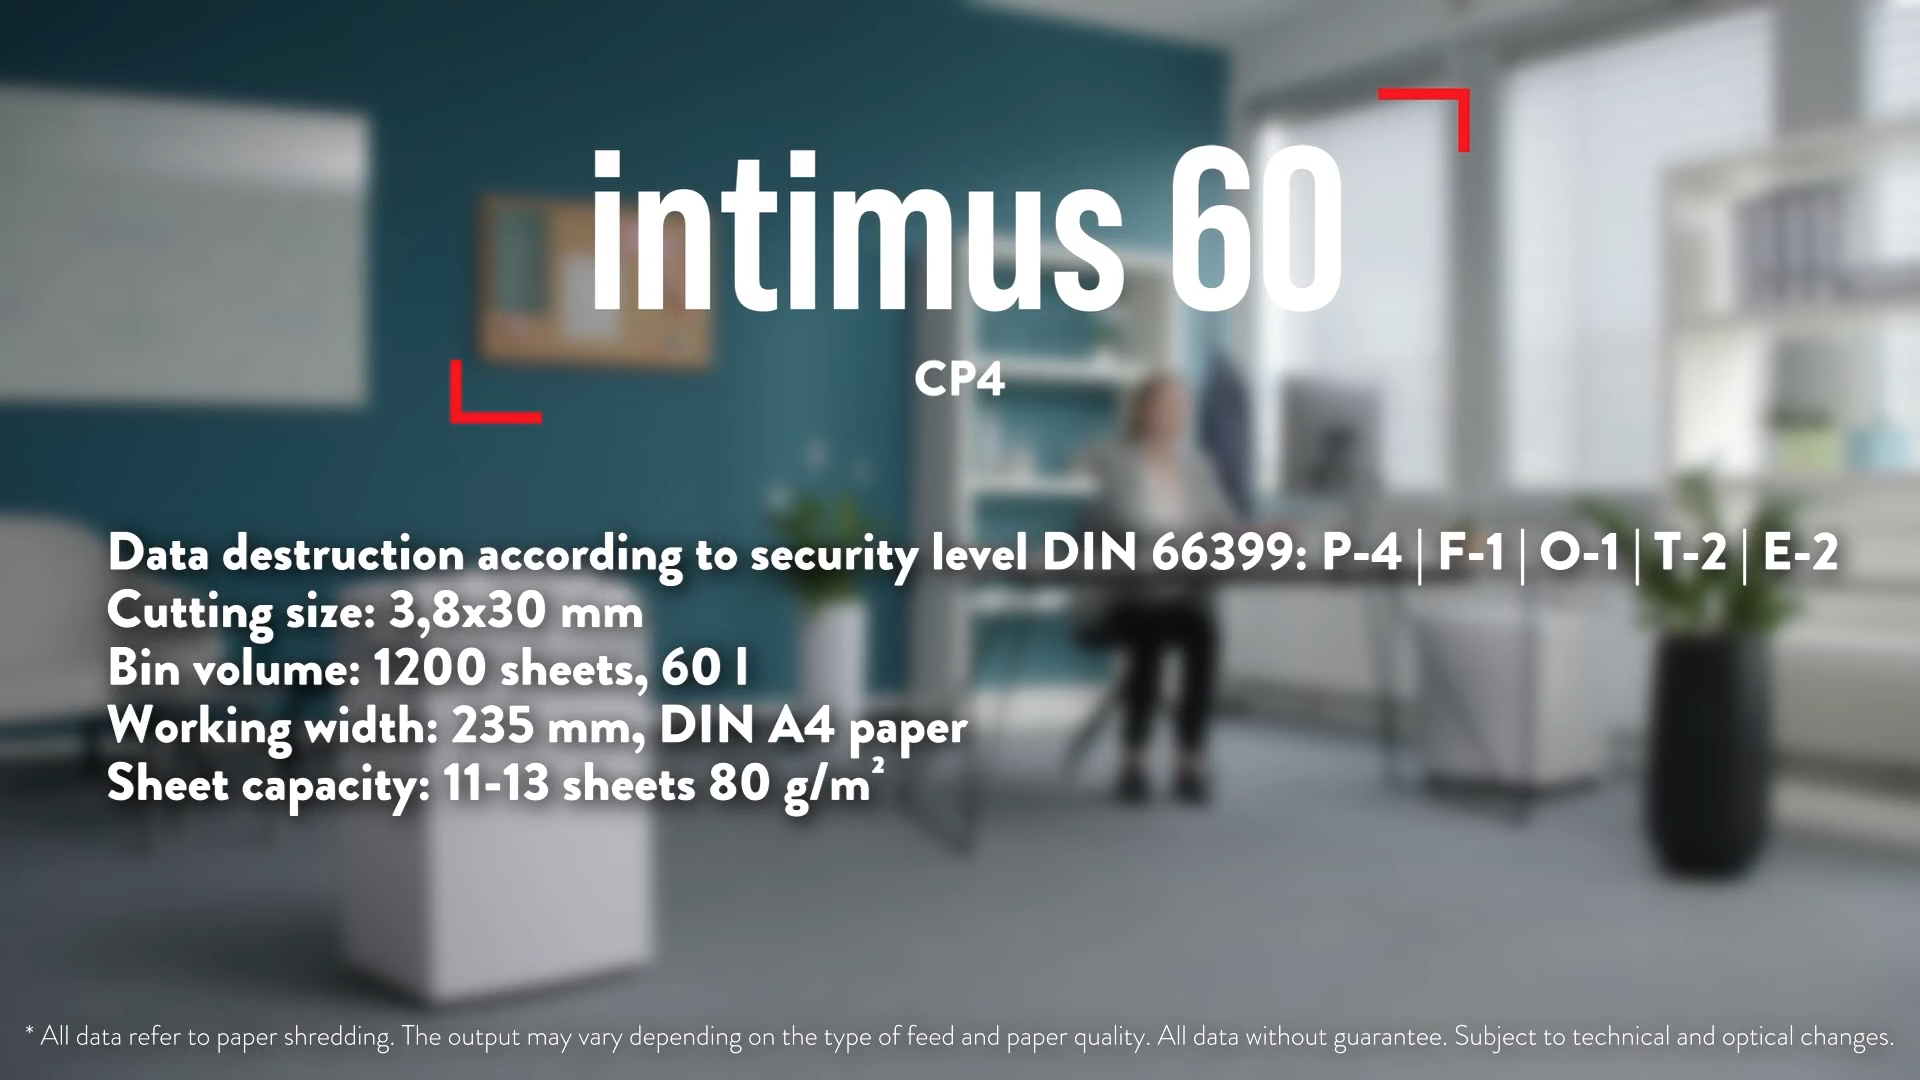 intimus 60
CP4
Data destruction according to security level DIN 66399: P-4 | F-1 | O-1 | T-2 | E-2
Cutting size: 3,8x30 mm
Bin volume: 1200 sheets, 60 l
Working width: 235 mm, DIN A4 paper
Sheet capacity: 11-13 sheets 80 g/m²
* All data refer to paper shredding. The output may vary depending on the type of feed and paper quality. All data without guarantee. Subject to technical and optical changes.